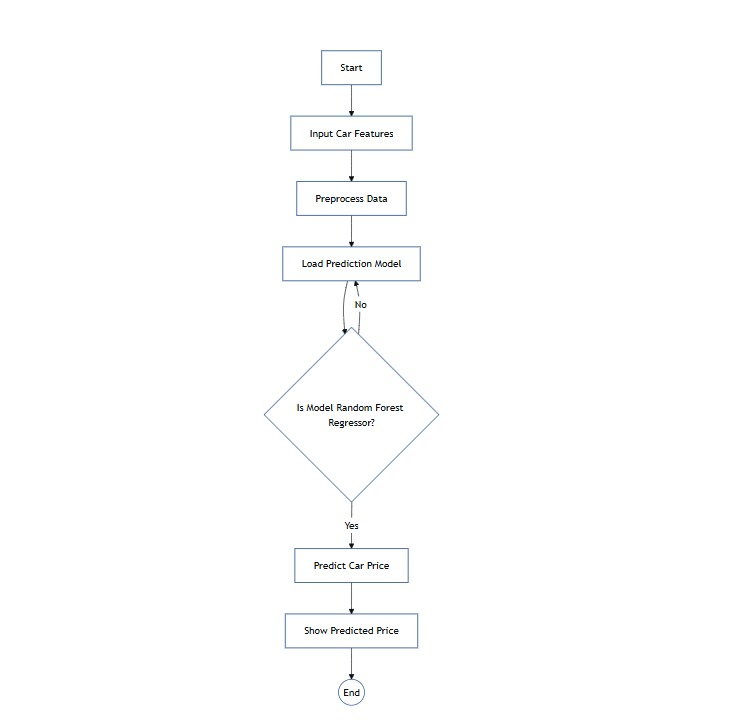 Start
Input Car Features
Preprocess Data
Load Prediction Model
No
Is Model Random Forest
Regressor?
Yes
Predict Car Price
Show Predicted Price
End